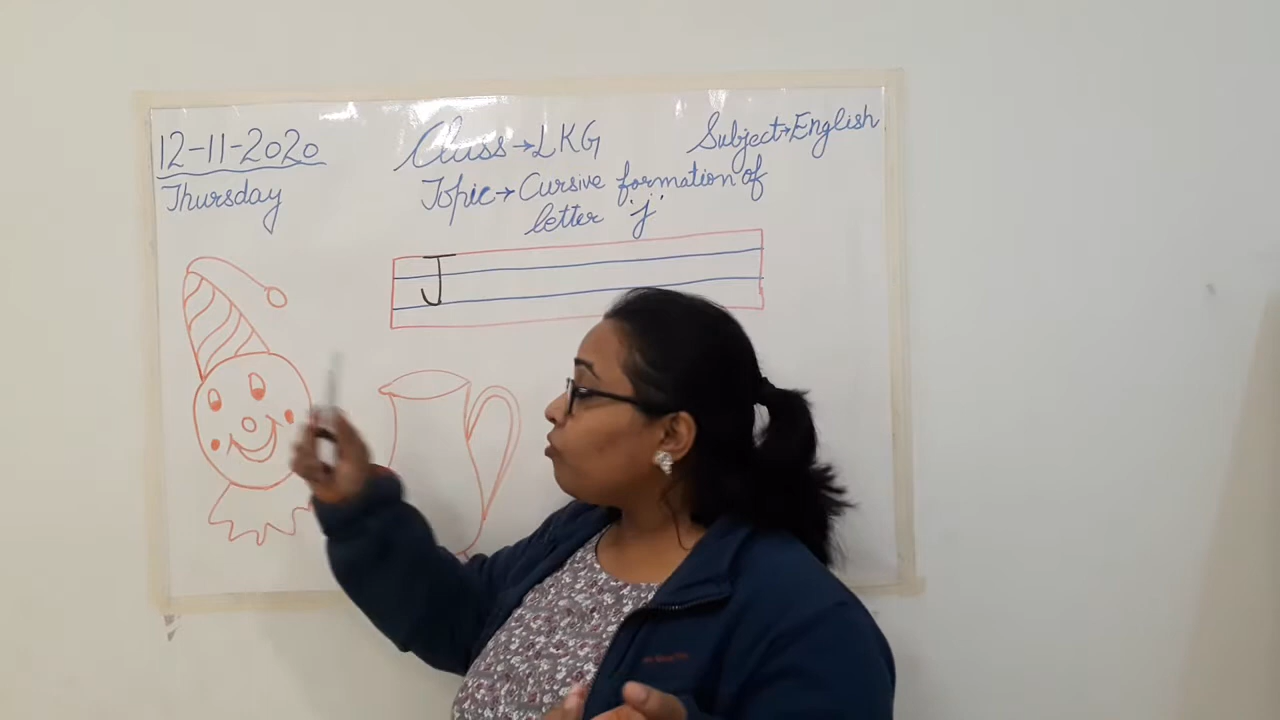 12-11-2020
Thursday
Class → LKG
Subject → English
Topic → Cursive formation of
letter 'j'
J